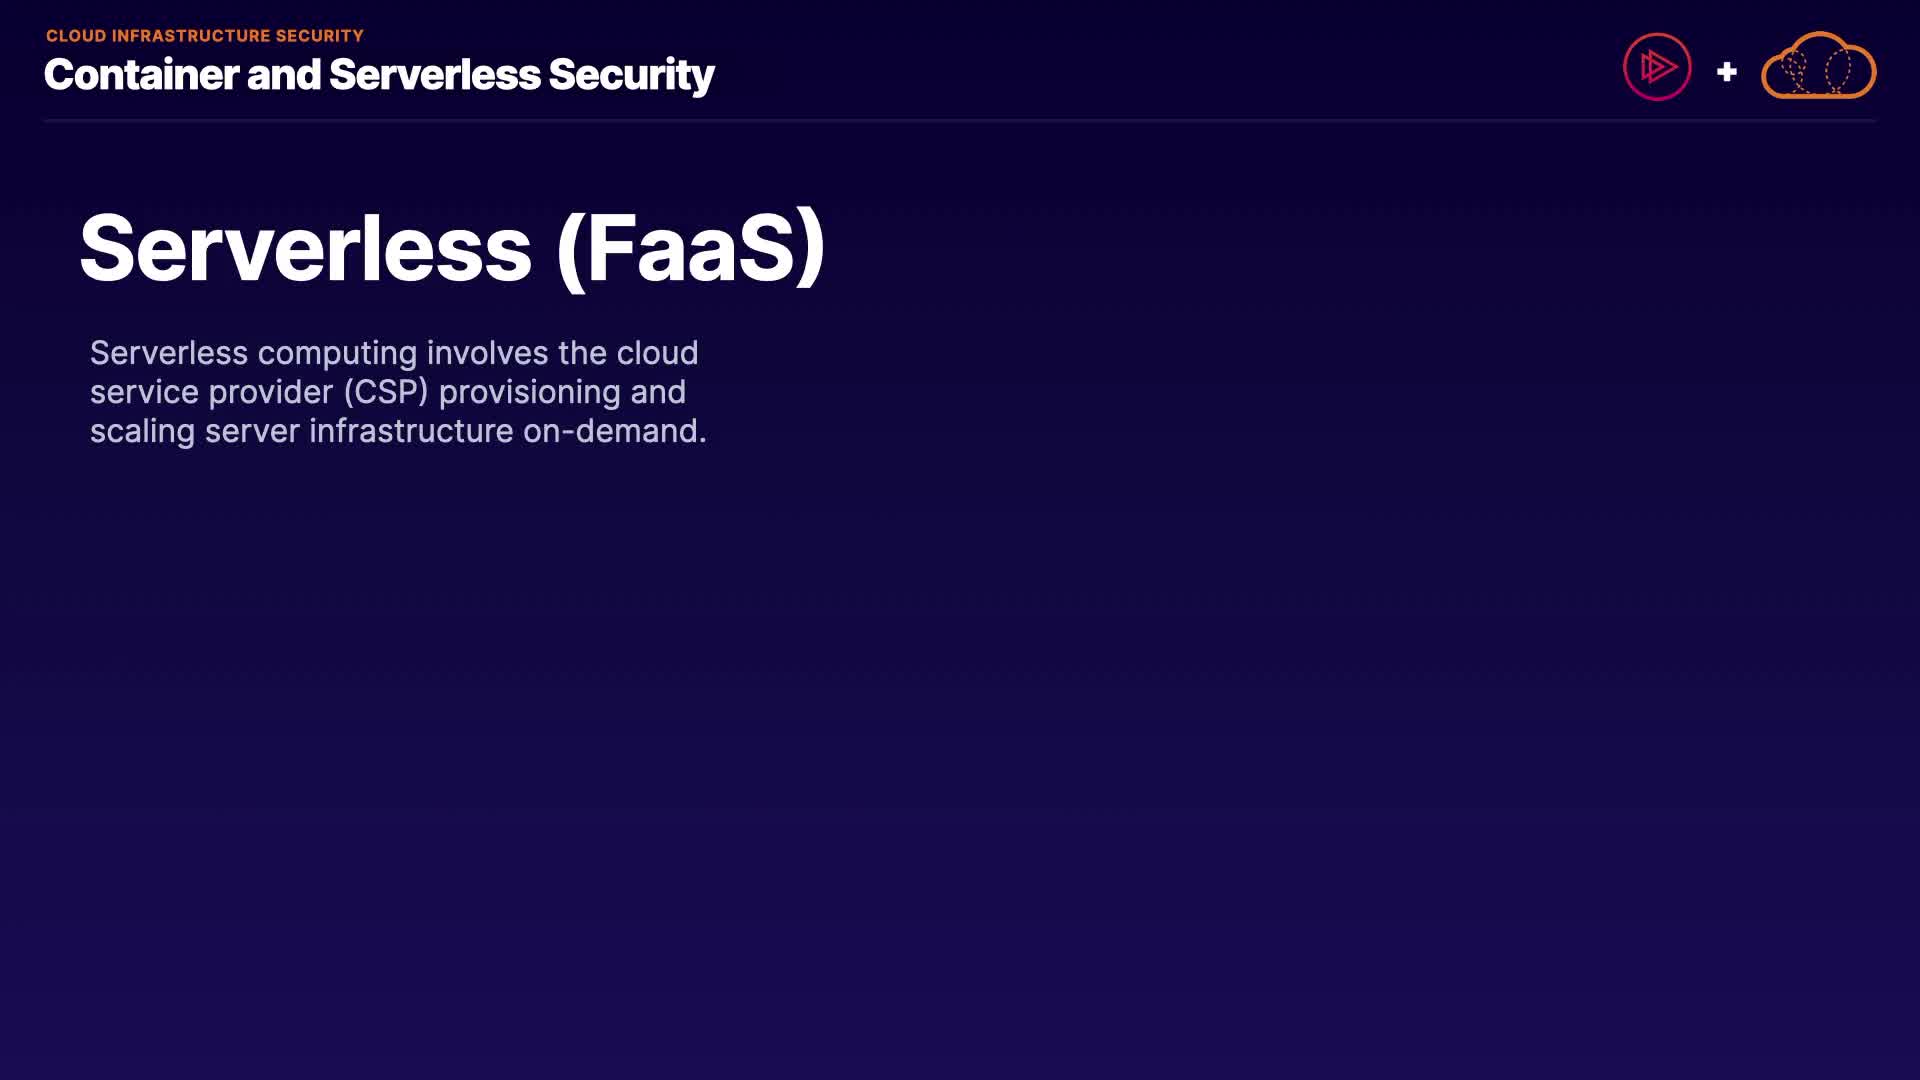 CLOUD INFRASTRUCTURE SECURITY
Container and Serverless Security
+
Serverless (FaaS)
Serverless computing involves the cloud
service provider (CSP) provisioning and
scaling server infrastructure on-demand.